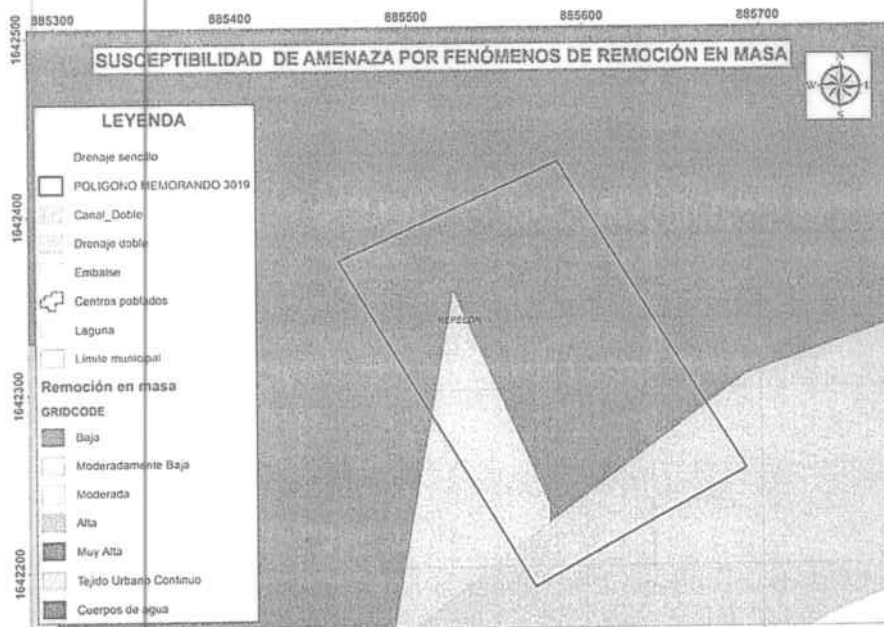 885300 885400 885500 885600 885700
1642500
SUSCEPTIBILIDAD DE AMENAZA POR FENÓMENOS DE REMOCIÓN EN MASA
N
W E
S
LEYENDA
Drenaje sencillo
POLIGONO MEMORANDO 3019
1642400
Canal_Doble
Drenaje doble
Embalse
Centros poblados
REPELÓN
Laguna
Límite municipal
Remoción en masa
1642300
GRIDCODE
Baja
Moderadamente Baja
Moderada
Alta
Muy Alta
1642200
Tejido Urbano Continuo
Cuerpos de agua